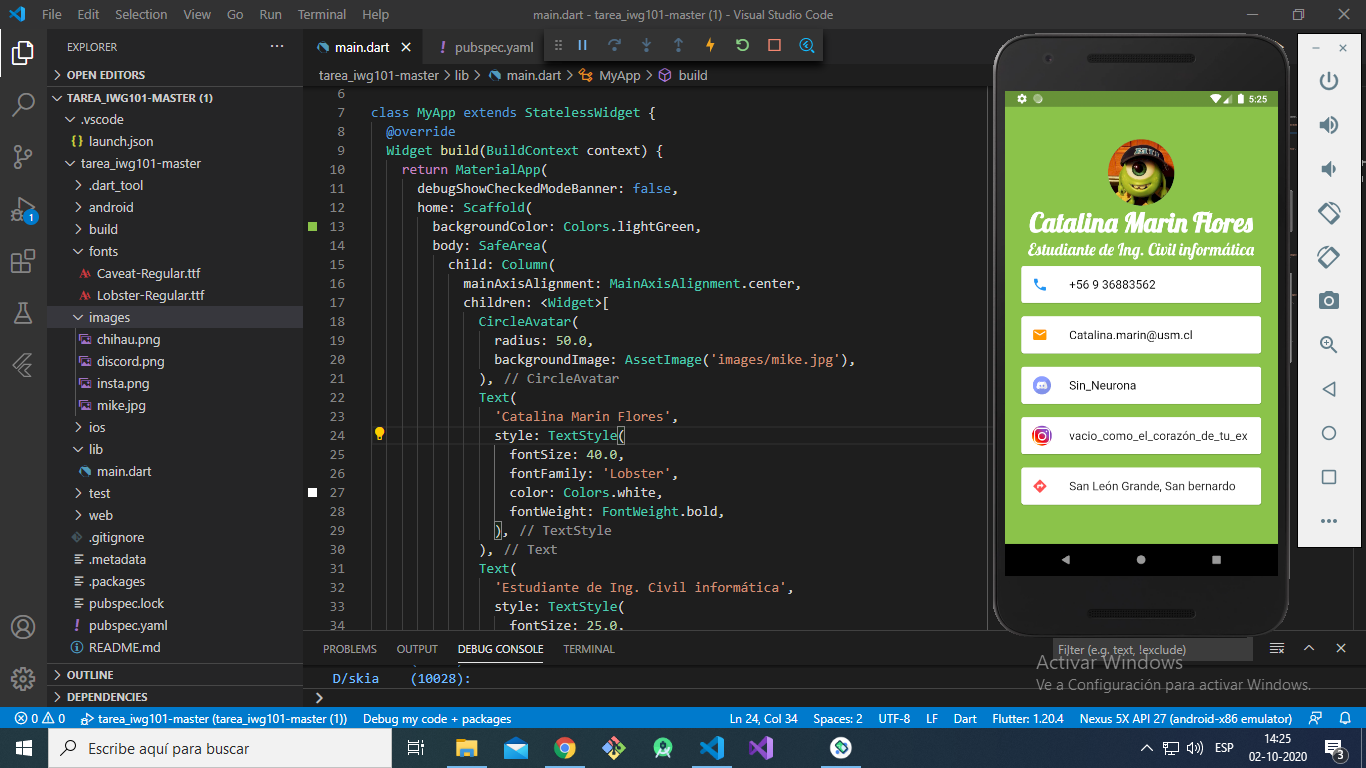 File Edit Selection View Go Run Terminal Help
main.dart - tarea_iwg101-master (1) - Visual Studio Code
EXPLORER
OPEN EDITORS
TAREA_IWG101-MASTER (1)
.vscode
launch.json
tarea_iwg101-master
.dart_tool
android
build
fonts
Caveat-Regular.ttf
Lobster-Regular.ttf
images
chihau.png
discord.png
insta.png
mike.jpg
ios
lib
main.dart
test
web
.gitignore
.metadata
.packages
pubspec.lock
pubspec.yaml
README.md
OUTLINE
DEPENDENCIES
1
main.dart
pubspec.yaml
tarea_iwg101-master > lib > main.dart > MyApp > build
6
7 class MyApp extends StatelessWidget {
8 @override
9 Widget build(BuildContext context) {
10 return MaterialApp(
11 debugShowCheckedModeBanner: false,
12 home: Scaffold(
13 backgroundColor: Colors.lightGreen,
14 body: SafeArea(
15 child: Column(
16 mainAxisAlignment: MainAxisAlignment.center,
17 children: <Widget>[
18 CircleAvatar(
19 radius: 50.0,
20 backgroundImage: AssetImage('images/mike.jpg'),
21 ), // CircleAvatar
22 Text(
23 'Catalina Marin Flores',
24 style: TextStyle(
25 fontSize: 40.0,
26 fontFamily: 'Lobster',
27 color: Colors.white,
28 fontWeight: FontWeight.bold,
29 ), // TextStyle
30 ), // Text
31 Text(
32 'Estudiante de Ing. Civil informática',
33 style: TextStyle(
34 fontSize: 25.0,
5:25
Catalina Marin Flores
Estudiante de Ing. Civil informática
+56 9 36883562
Catalina.marin@usm.cl
Sin_Neurona
vacio_como_el_corazón_de_tu_ex
San León Grande, San bernardo
PROBLEMS OUTPUT DEBUG CONSOLE TERMINAL
Filter (e.g. text, !exclude)
D/skia (10028):
Activar Windows
Ve a Configuración para activar Windows.
0 0 tarea_iwg101-master (tarea_iwg101-master (1)) Debug my code + packages
Ln 24, Col 34 Spaces: 2 UTF-8 LF Dart Flutter: 1.20.4 Nexus 5X API 27 (android-x86 emulator)
Escribe aquí para buscar
ESP
14:25
02-10-2020
3